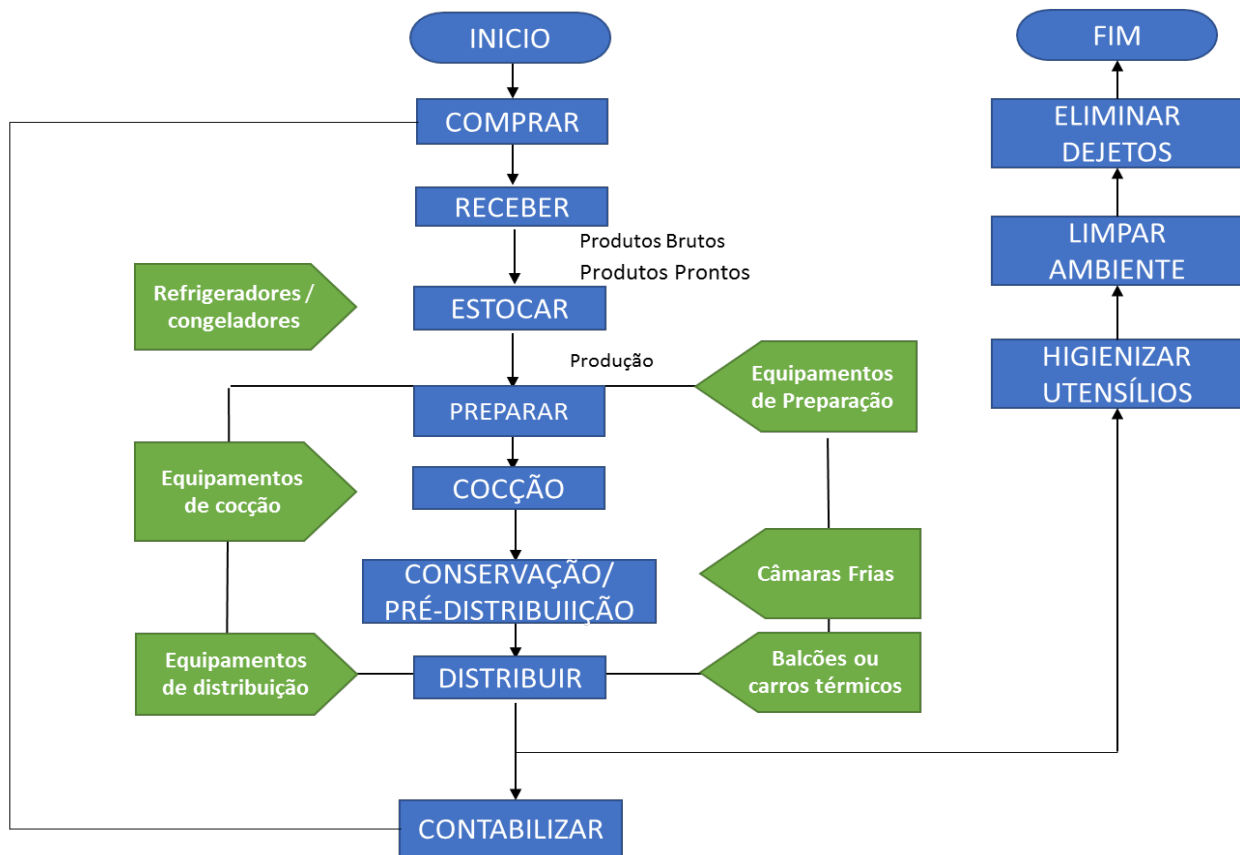 INICIO
COMPRAR
RECEBER
Produtos Brutos
Produtos Prontos
Refrigeradores /
congeladores
ESTOCAR
Produção
Equipamentos
de Preparação
PREPARAR
Equipamentos
de cocção
COCÇÃO
CONSERVAÇÃO/
PRÉ-DISTRIBUIIÇÃO
Câmaras Frias
Equipamentos
de distribuição
DISTRIBUIR
Balcões ou
carros térmicos
CONTABILIZAR
FIM
ELIMINAR
DEJETOS
LIMPAR
AMBIENTE
HIGIENIZAR
UTENSÍLIOS